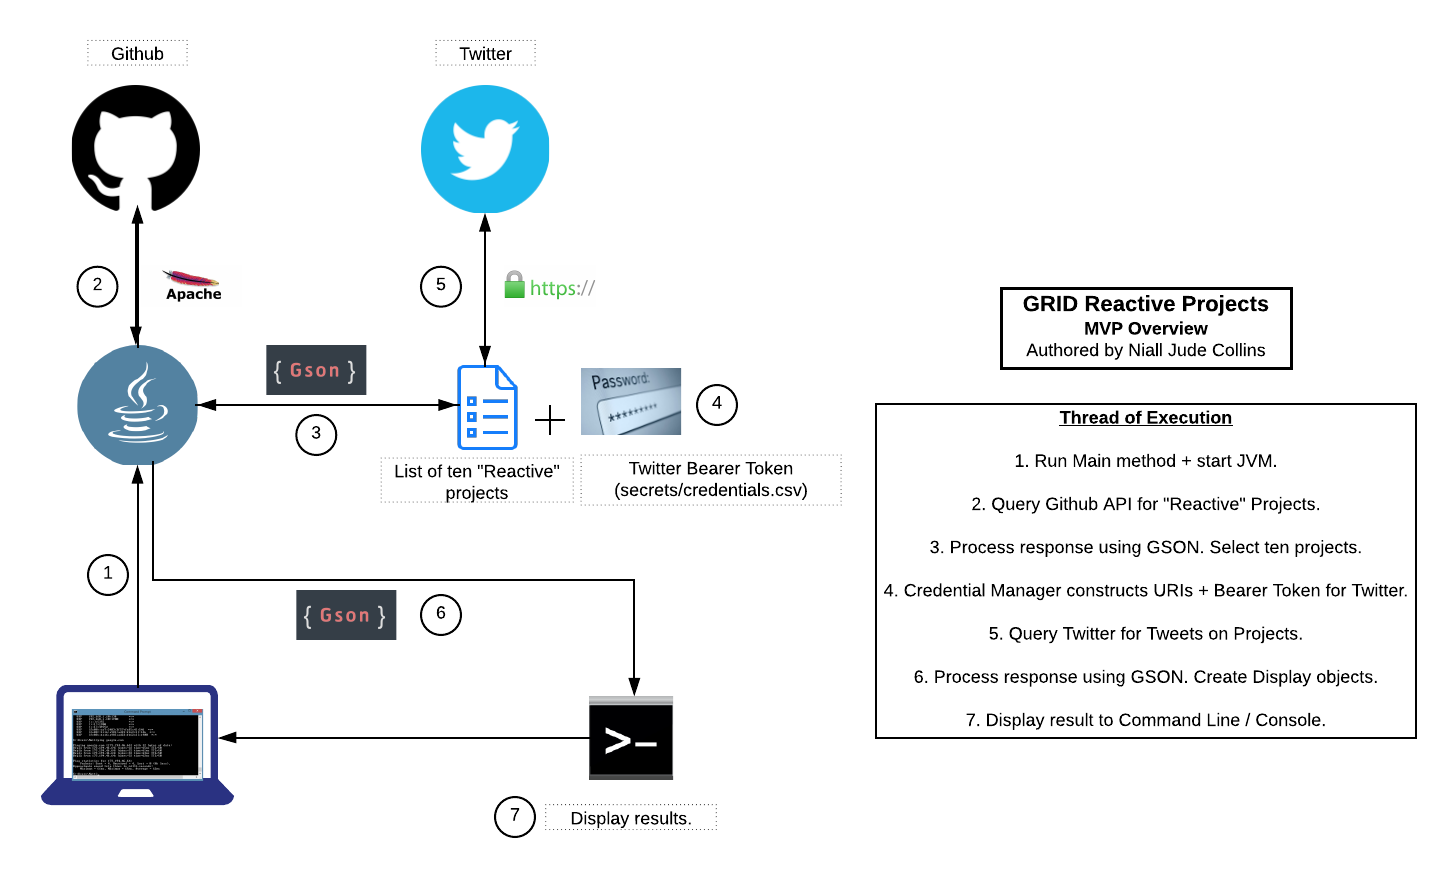 Github
Twitter
2
Apache
5
https://
{ Gson }
3
Password:
*********
4
List of ten "Reactive"
projects
Twitter Bearer Token
(secrets/credentials.csv)
1
{ Gson }
6
>_
7
Display results.
GRID Reactive Projects
MVP Overview
Authored by Niall Jude Collins
Thread of Execution
1. Run Main method + start JVM.
2. Query Github API for "Reactive" Projects.
3. Process response using GSON. Select ten projects.
4. Credential Manager constructs URIs + Bearer Token for Twitter.
5. Query Twitter for Tweets on Projects.
6. Process response using GSON. Create Display objects.
7. Display result to Command Line / Console.